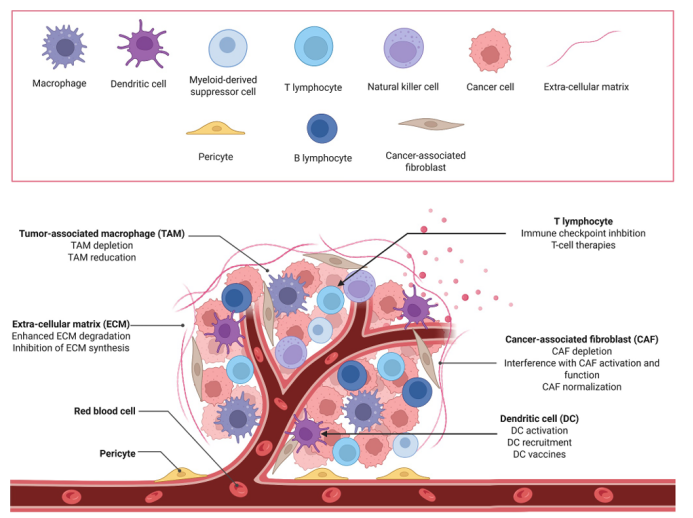 Macrophage
Dendritic cell
Myeloid-derived
suppressor cell
T lymphocyte
Natural killer cell
Cancer cell
Extra-cellular matrix
Pericyte
B lymphocyte
Cancer-associated
fibroblast
Tumor-associated macrophage (TAM)
TAM depletion
TAM reducation
T lymphocyte
Immune checkpoint inhbition
T-cell therapies
Extra-cellular matrix (ECM)
Enhanced ECM degradation
Inhibition of ECM synthesis
Cancer-associated fibroblast (CAF)
CAF depletion
Interference with CAF activation and
function
CAF normalization
Red blood cell
Dendritic cell (DC)
DC activation
DC recruitment
DC vaccines
Pericyte